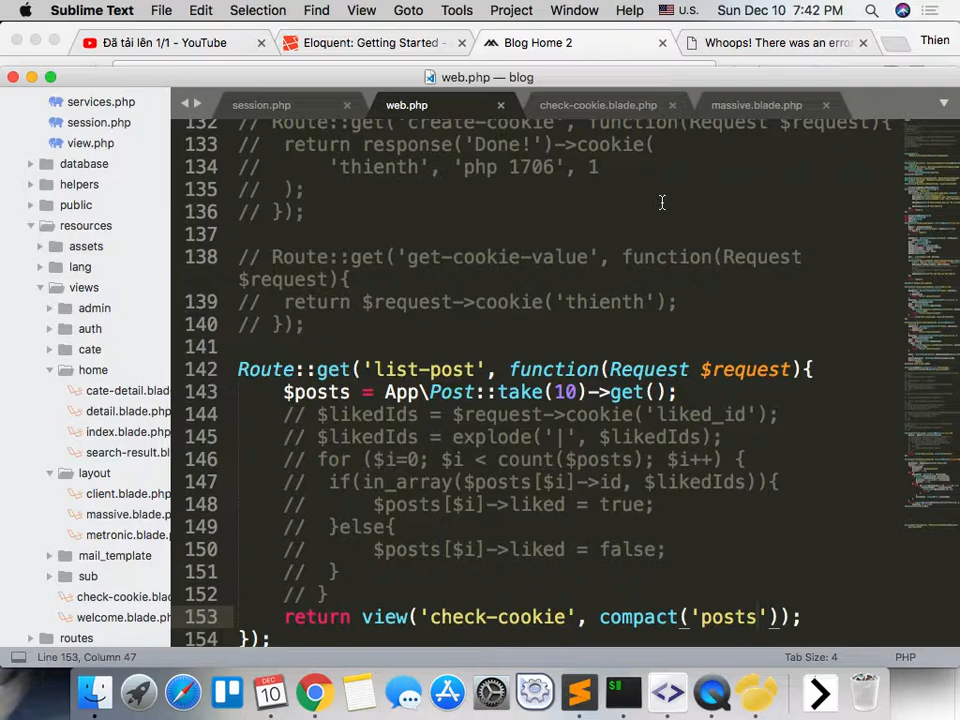 Sublime Text File Edit Selection Find View Goto Tools Project Window Help U.S. Sun Dec 10 7:42 PM
Đã tải lên 1/1 - YouTube Eloquent: Getting Started - Blog Home 2 Whoops! There was an error Thien
web.php — blog
session.php web.php check-cookie.blade.php massive.blade.php
services.php
session.php
view.php
database
helpers
public
resources
assets
lang
views
admin
auth
cate
home
cate-detail.blad
detail.blade.php
index.blade.php
search-result.bl
layout
client.blade.php
massive.blade.p
metronic.blade.
mail_template
sub
check-cookie.bla
welcome.blade.ph
routes
132 // Route::get('create-cookie', function(Request $request){
133 // return response('Done!')->cookie(
134 // 'thienth', 'php 1706', 1
135 // );
136 // });
137
138 // Route::get('get-cookie-value', function(Request
$request){
139 // return $request->cookie('thienth');
140 // });
141
142 Route::get('list-post', function(Request $request){
143 $posts = App\Post::take(10)->get();
144 // $likedIds = $request->cookie('liked_id');
145 // $likedIds = explode('|', $likedIds);
146 // for ($i=0; $i < count($posts); $i++) {
147 // if(in_array($posts[$i]->id, $likedIds)){
148 // $posts[$i]->liked = true;
149 // }else{
150 // $posts[$i]->liked = false;
151 // }
152 // }
153 return view('check-cookie', compact('posts'));
154 });
Line 153, Column 47 Tab Size: 4 PHP
DEC
10